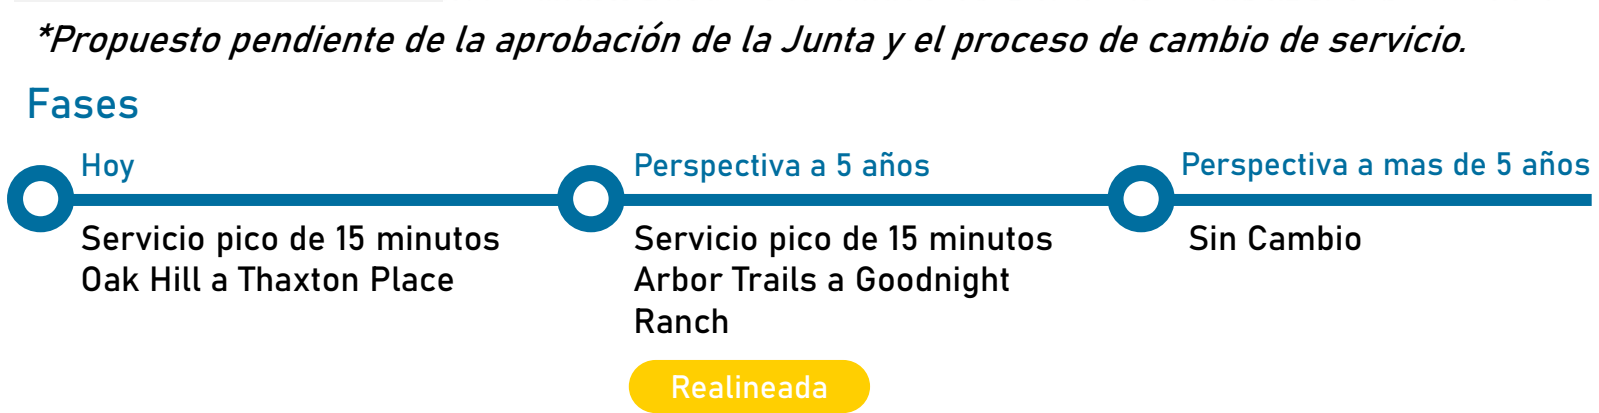 *Propuesto pendiente de la aprobación de la Junta y el proceso de cambio de servicio.
Fases
Hoy
Servicio pico de 15 minutos
Oak Hill a Thaxton Place
Perspectiva a 5 años
Servicio pico de 15 minutos
Arbor Trails a Goodnight
Ranch
Realineada
Perspectiva a mas de 5 años
Sin Cambio